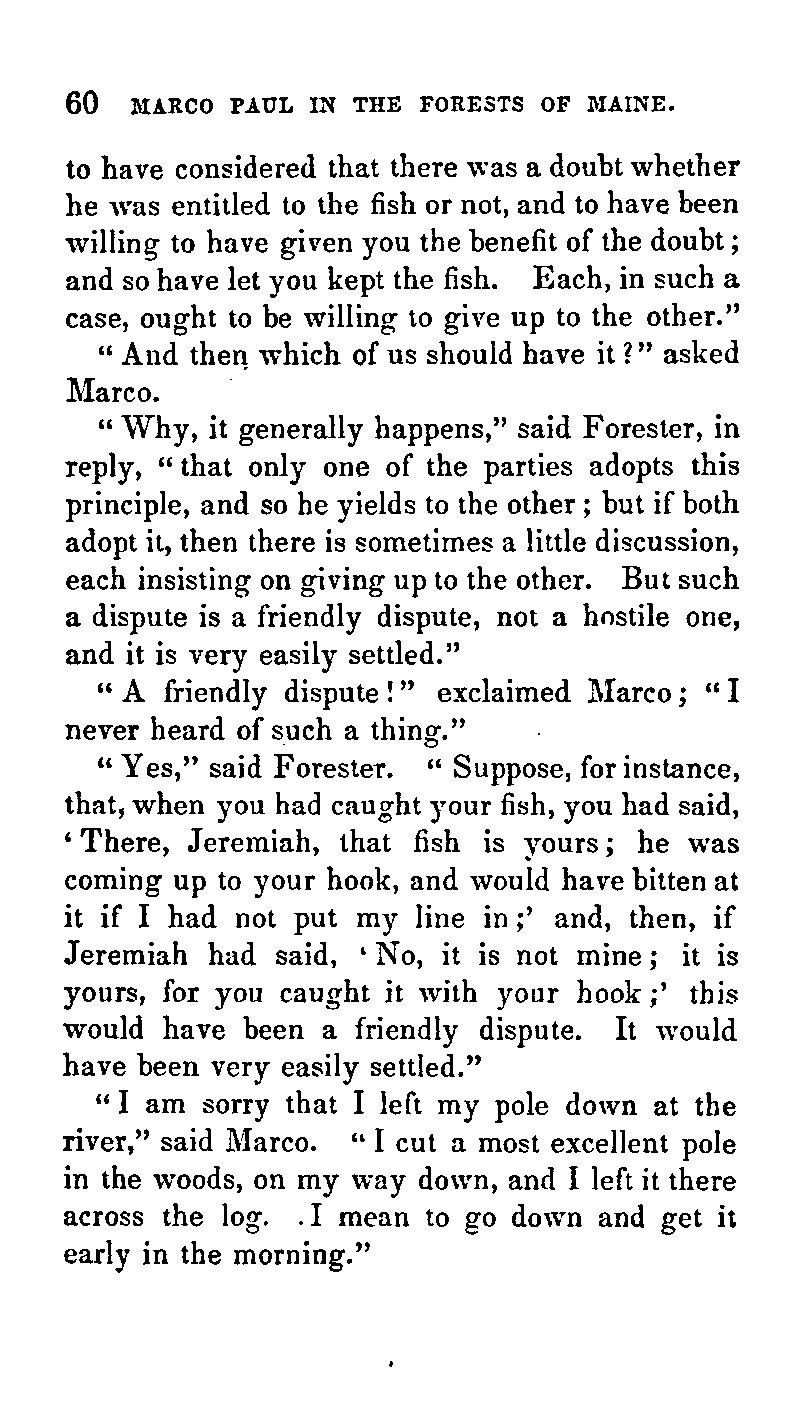 60 MARCO PAUL IN THE FORESTS OF MAINE.
to have considered that there was a doubt whether
he was entitled to the fish or not, and to have been
willing to have given you the benefit of the doubt;
and so have let you kept the fish. Each, in such a
case, ought to be willing to give up to the other."
"And then which of us should have it?" asked
Marco.
"Why, it generally happens," said Forester, in
reply, "that only one of the parties adopts this
principle, and so he yields to the other; but if both
adopt it, then there is sometimes a little discussion,
each insisting on giving up to the other. But such
a dispute is a friendly dispute, not a hostile one,
and it is very easily settled."
"A friendly dispute!" exclaimed Marco; "I
never heard of such a thing."
"Yes," said Forester. "Suppose, for instance,
that, when you had caught your fish, you had said,
'There, Jeremiah, that fish is yours; he was
coming up to your hook, and would have bitten at
it if I had not put my line in;' and, then, if
Jeremiah had said, 'No, it is not mine; it is
yours, for you caught it with your hook;' this
would have been a friendly dispute. It would
have been very easily settled."
"I am sorry that I left my pole down at the
river," said Marco. "I cut a most excellent pole
in the woods, on my way down, and I left it there
across the log. I mean to go down and get it
early in the morning."